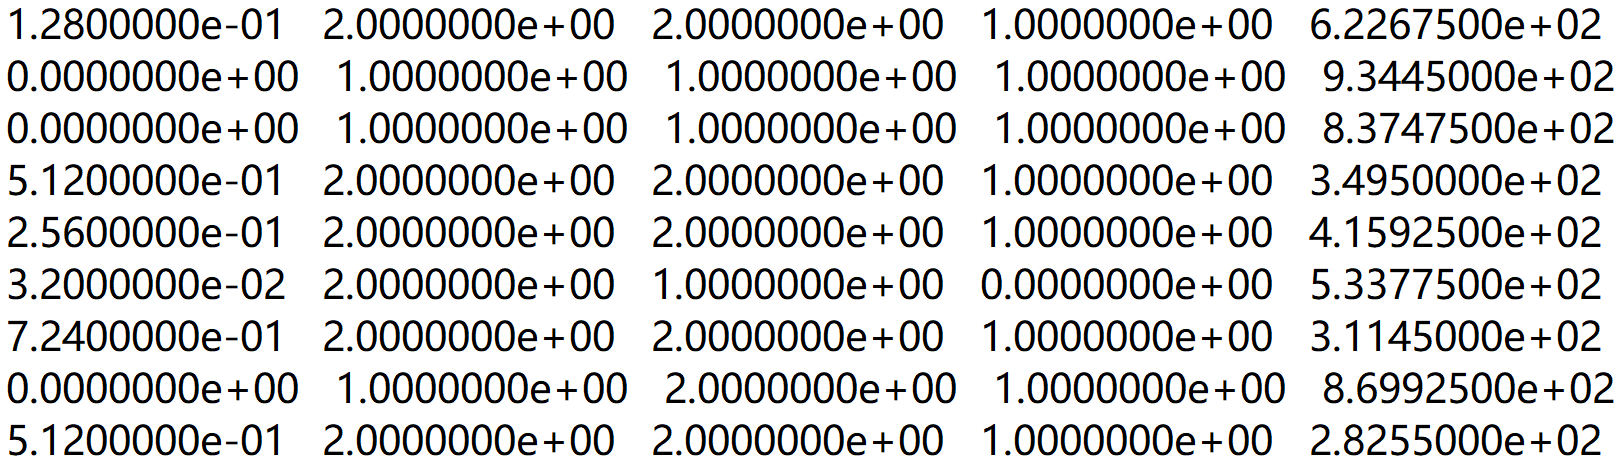 1.2800000e-01 2.0000000e+00 2.0000000e+00 1.0000000e+00 6.2267500e+02
0.0000000e+00 1.0000000e+00 1.0000000e+00 1.0000000e+00 9.3445000e+02
0.0000000e+00 1.0000000e+00 1.0000000e+00 1.0000000e+00 8.3747500e+02
5.1200000e-01 2.0000000e+00 2.0000000e+00 1.0000000e+00 3.4950000e+02
2.5600000e-01 2.0000000e+00 2.0000000e+00 1.0000000e+00 4.1592500e+02
3.2000000e-02 2.0000000e+00 1.0000000e+00 0.0000000e+00 5.3377500e+02
7.2400000e-01 2.0000000e+00 2.0000000e+00 1.0000000e+00 3.1145000e+02
0.0000000e+00 1.0000000e+00 2.0000000e+00 1.0000000e+00 8.6992500e+02
5.1200000e-01 2.0000000e+00 2.0000000e+00 1.0000000e+00 2.8255000e+02